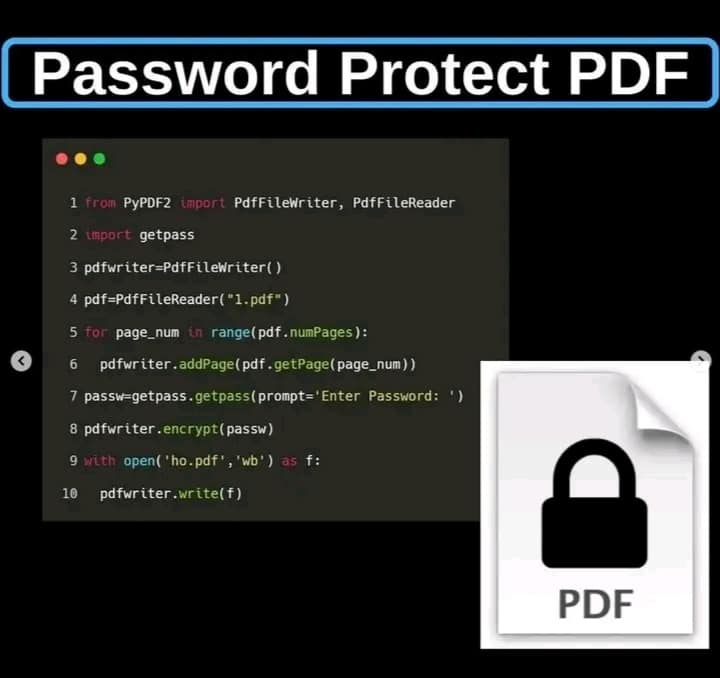 Password Protect PDF
1 from PyPDF2 import PdfFileWriter, PdfFileReader
2 import getpass
3 pdfwriter=PdfFileWriter()
4 pdf=PdfFileReader("1.pdf")
5 for page_num in range(pdf.numPages):
6   pdfwriter.addPage(pdf.getPage(page_num))
7 passw=getpass.getpass(prompt='Enter Password: ')
8 pdfwriter.encrypt(passw)
9 with open('ho.pdf','wb') as f:
10   pdfwriter.write(f)
PDF